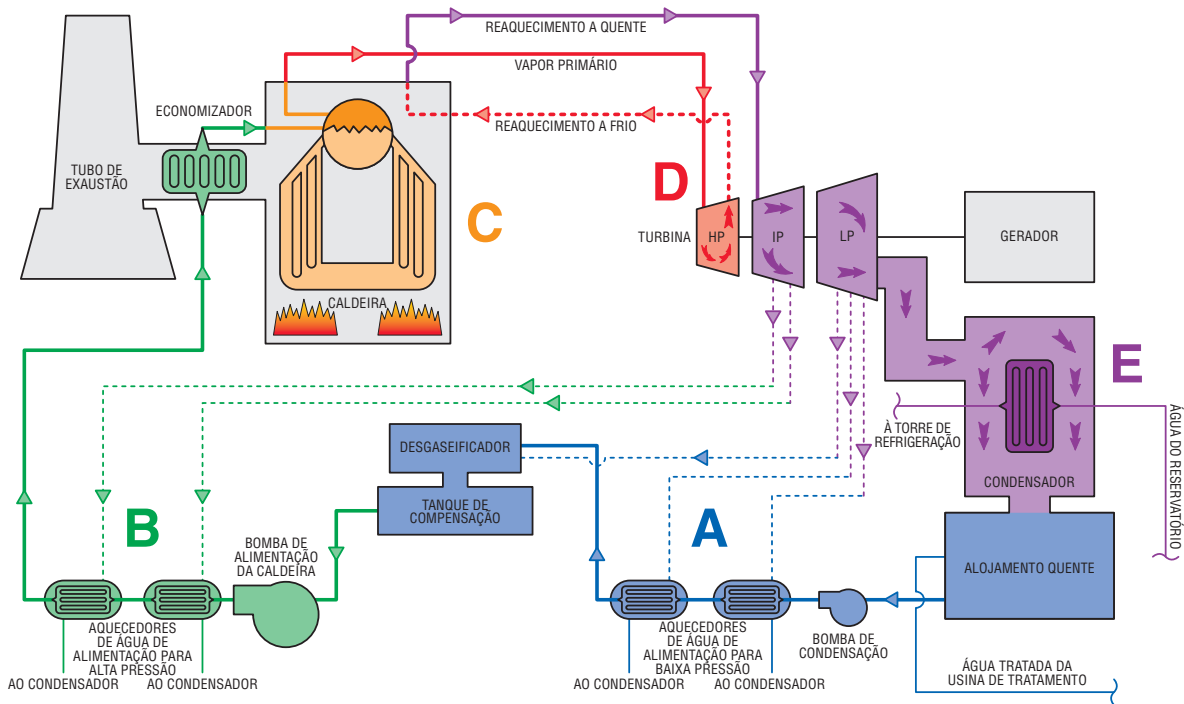 REAQUECIMENTO A QUENTE
VAPOR PRIMÁRIO
ECONOMIZADOR
REAQUECIMENTO A FRIO
TUBO DE
EXAUSTÃO
D
C
TURBINA
HP
IP
LP
GERADOR
CALDEIRA
E
À TORRE DE
REFRIGERAÇÃO
ÁGUA DO RESERVATÓRIO
DESGASEIFICADOR
CONDENSADOR
TANQUE DE
COMPENSAÇÃO
B
A
BOMBA DE
ALIMENTAÇÃO
DA CALDEIRA
ALOJAMENTO QUENTE
AQUECEDORES
DE ÁGUA DE
ALIMENTAÇÃO PARA
ALTA PRESSÃO
AO CONDENSADOR
AO CONDENSADOR
AQUECEDORES
DE ÁGUA DE
ALIMENTAÇÃO PARA
BAIXA PRESSÃO
AO CONDENSADOR
AO CONDENSADOR
BOMBA DE
CONDENSAÇÃO
ÁGUA TRATADA DA
USINA DE TRATAMENTO